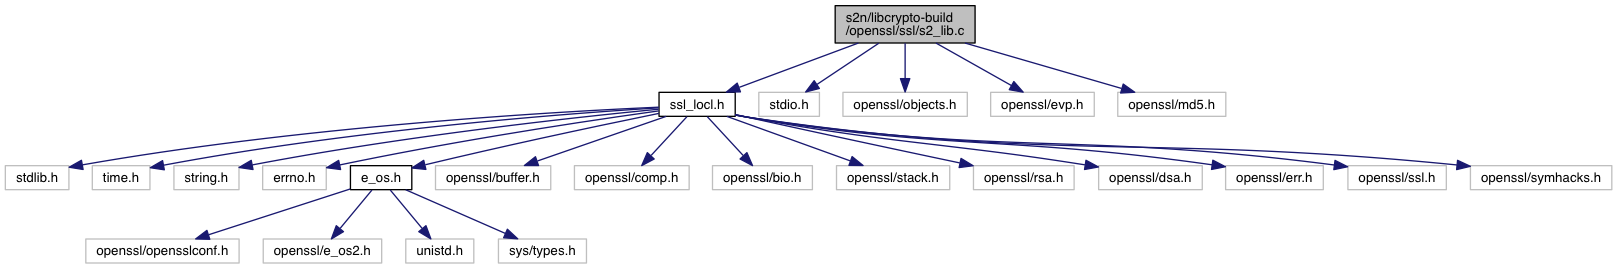 s2n/libcrypto-build
/openssl/ssl/s2_lib.c
ssl_locl.h
stdio.h
openssl/objects.h
openssl/evp.h
openssl/md5.h
stdlib.h
time.h
string.h
errno.h
e_os.h
openssl/buffer.h
openssl/comp.h
openssl/bio.h
openssl/stack.h
openssl/rsa.h
openssl/dsa.h
openssl/err.h
openssl/ssl.h
openssl/symhacks.h
openssl/opensslconf.h
openssl/e_os2.h
unistd.h
sys/types.h